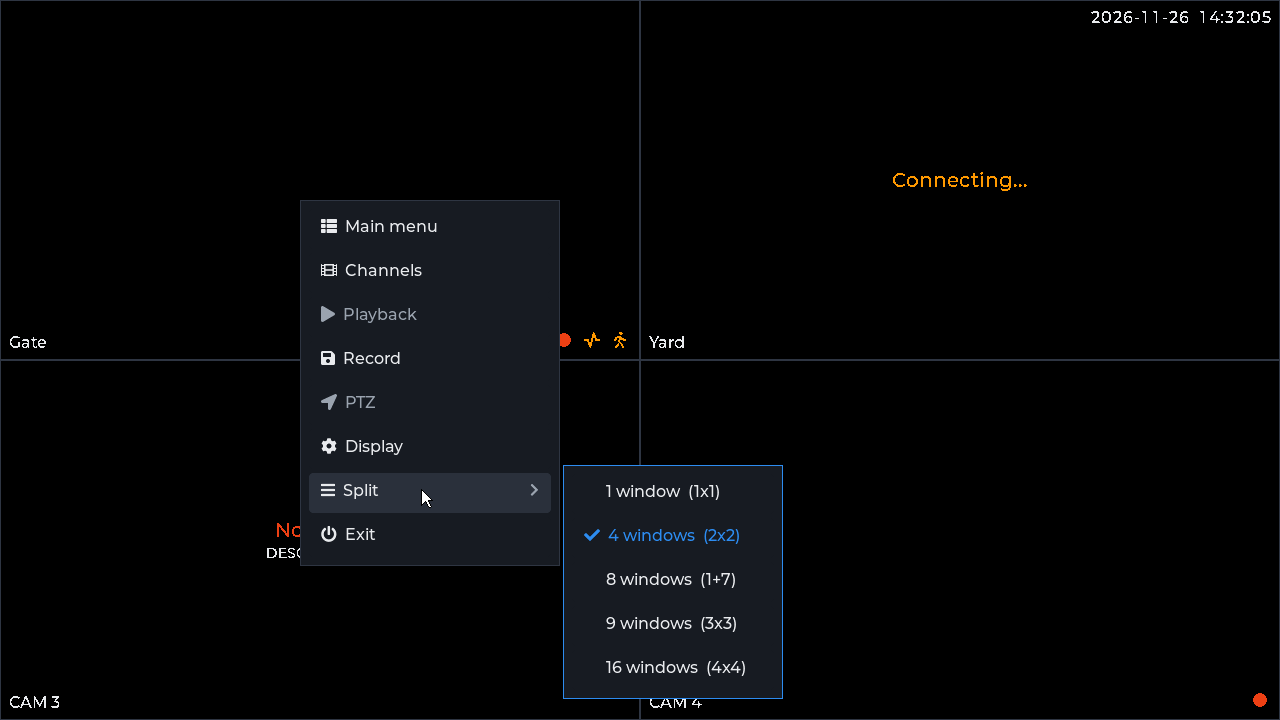 2026-11-26 14:32:05
Connecting...
Main menu
Channels
Playback
Gate
Yard
Record
PTZ
Display
Split
1 window (1x1)
No
Exit
4 windows (2x2)
8 windows (1+7)
9 windows (3x3)
16 windows (4x4)
CAM 3
CAM 4